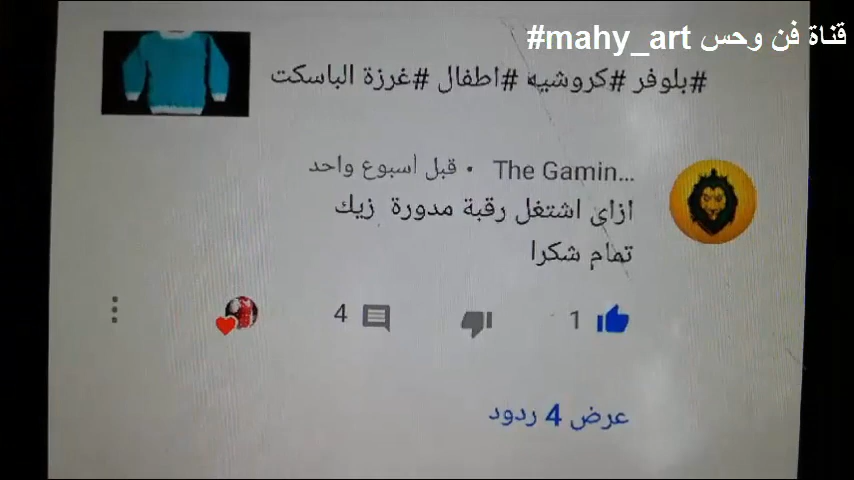 قناة فن وحس mahy_art#
#بلوفر #كروشيه #اطفال #غرزة الباسكت
The Gamin... • قبل أسبوع واحد
ازاى اشتغل رقبة مدورة زيك
تمام شكرا
1
4
عرض 4 ردود